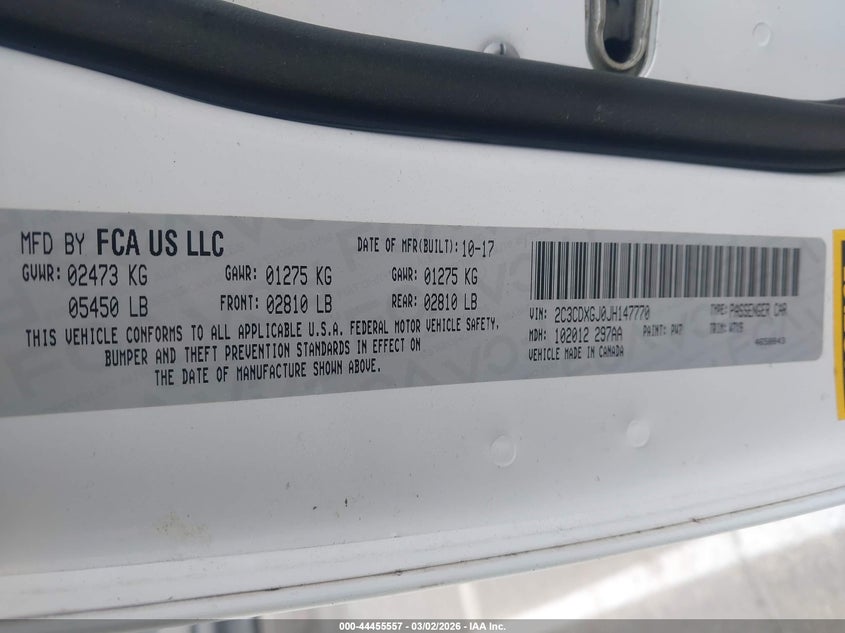 MFD BY FCA US LLC
DATE OF MFR(BUILT): 10-17
GVWR: 02473 KG GAWR: 01275 KG GAWR: 01275 KG
05450 LB FRONT: 02810 LB REAR: 02810 LB
THIS VEHICLE CONFORMS TO ALL APPLICABLE U.S.A. FEDERAL MOTOR VEHICLE SAFETY,
BUMPER AND THEFT PREVENTION STANDARDS IN EFFECT ON
THE DATE OF MANUFACTURE SHOWN ABOVE.
VIN: 2C3CDXGJ0JH147770 TYPE: PASSENGER CAR
MDH: 102012 297AA PAINT: PW7 TRIM:
VEHICLE MADE IN CANADA
000-44455557 - 03/02/2026 - IAA Inc.